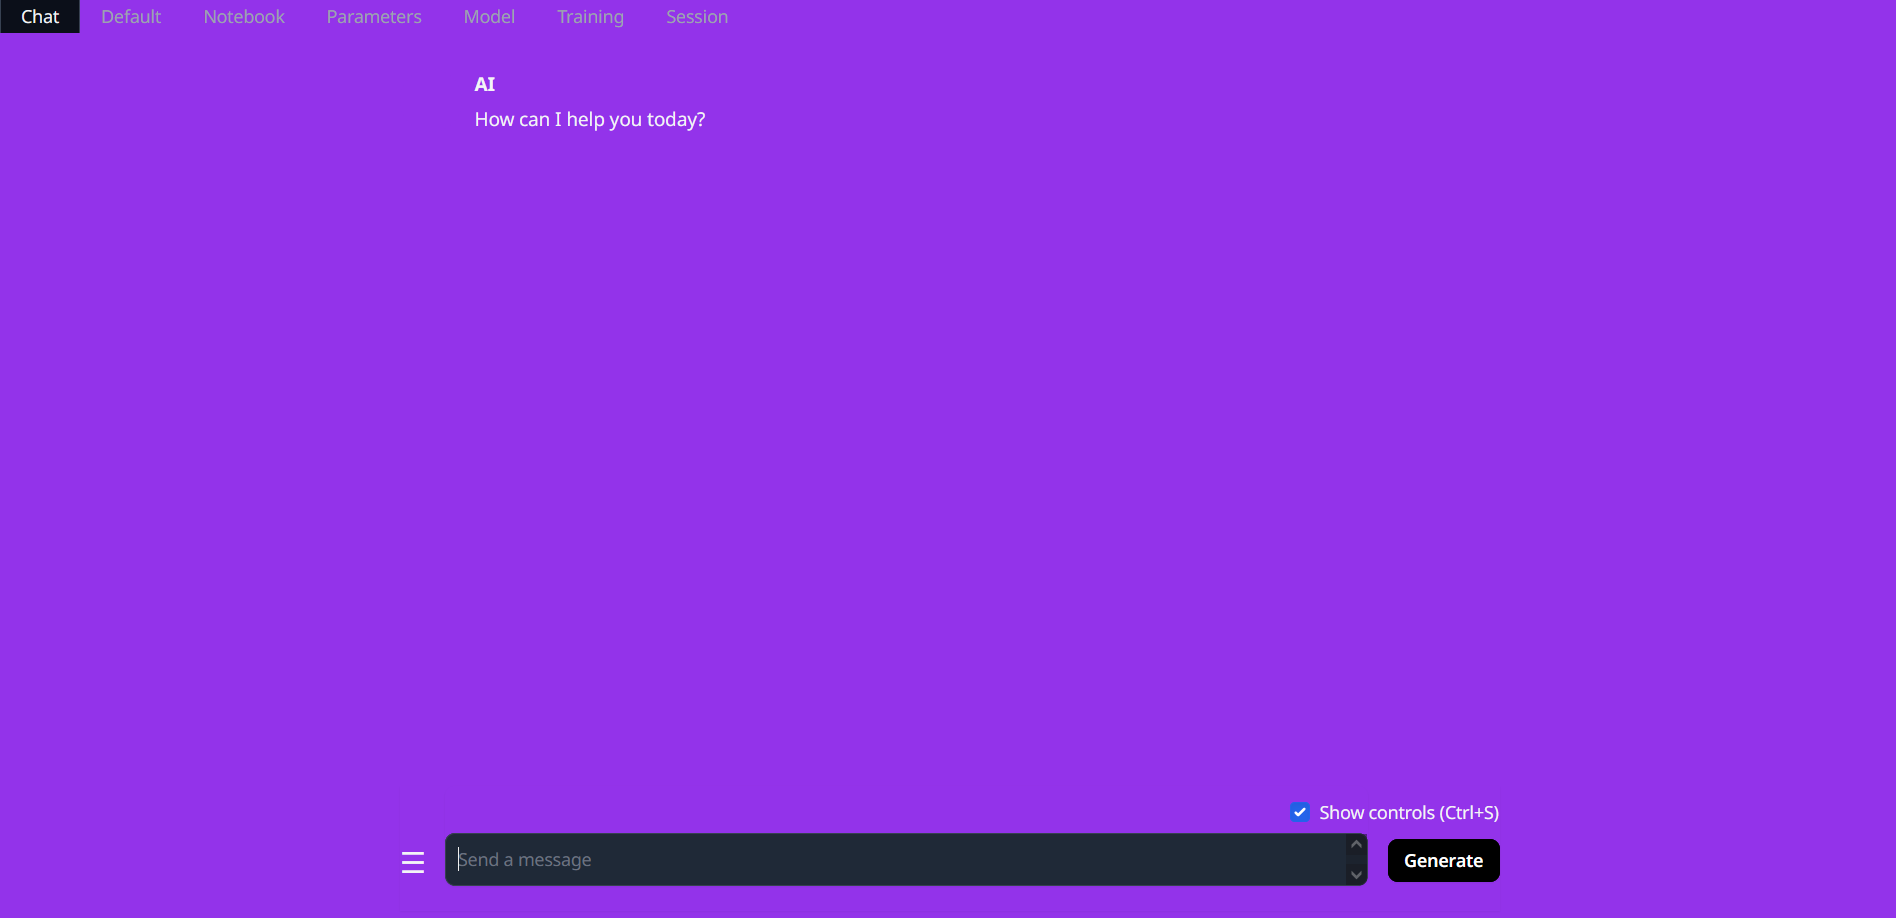 Chat Default Notebook Parameters Model Training Session
AI
How can I help you today?
Show controls (Ctrl+S)
Send a message
Generate